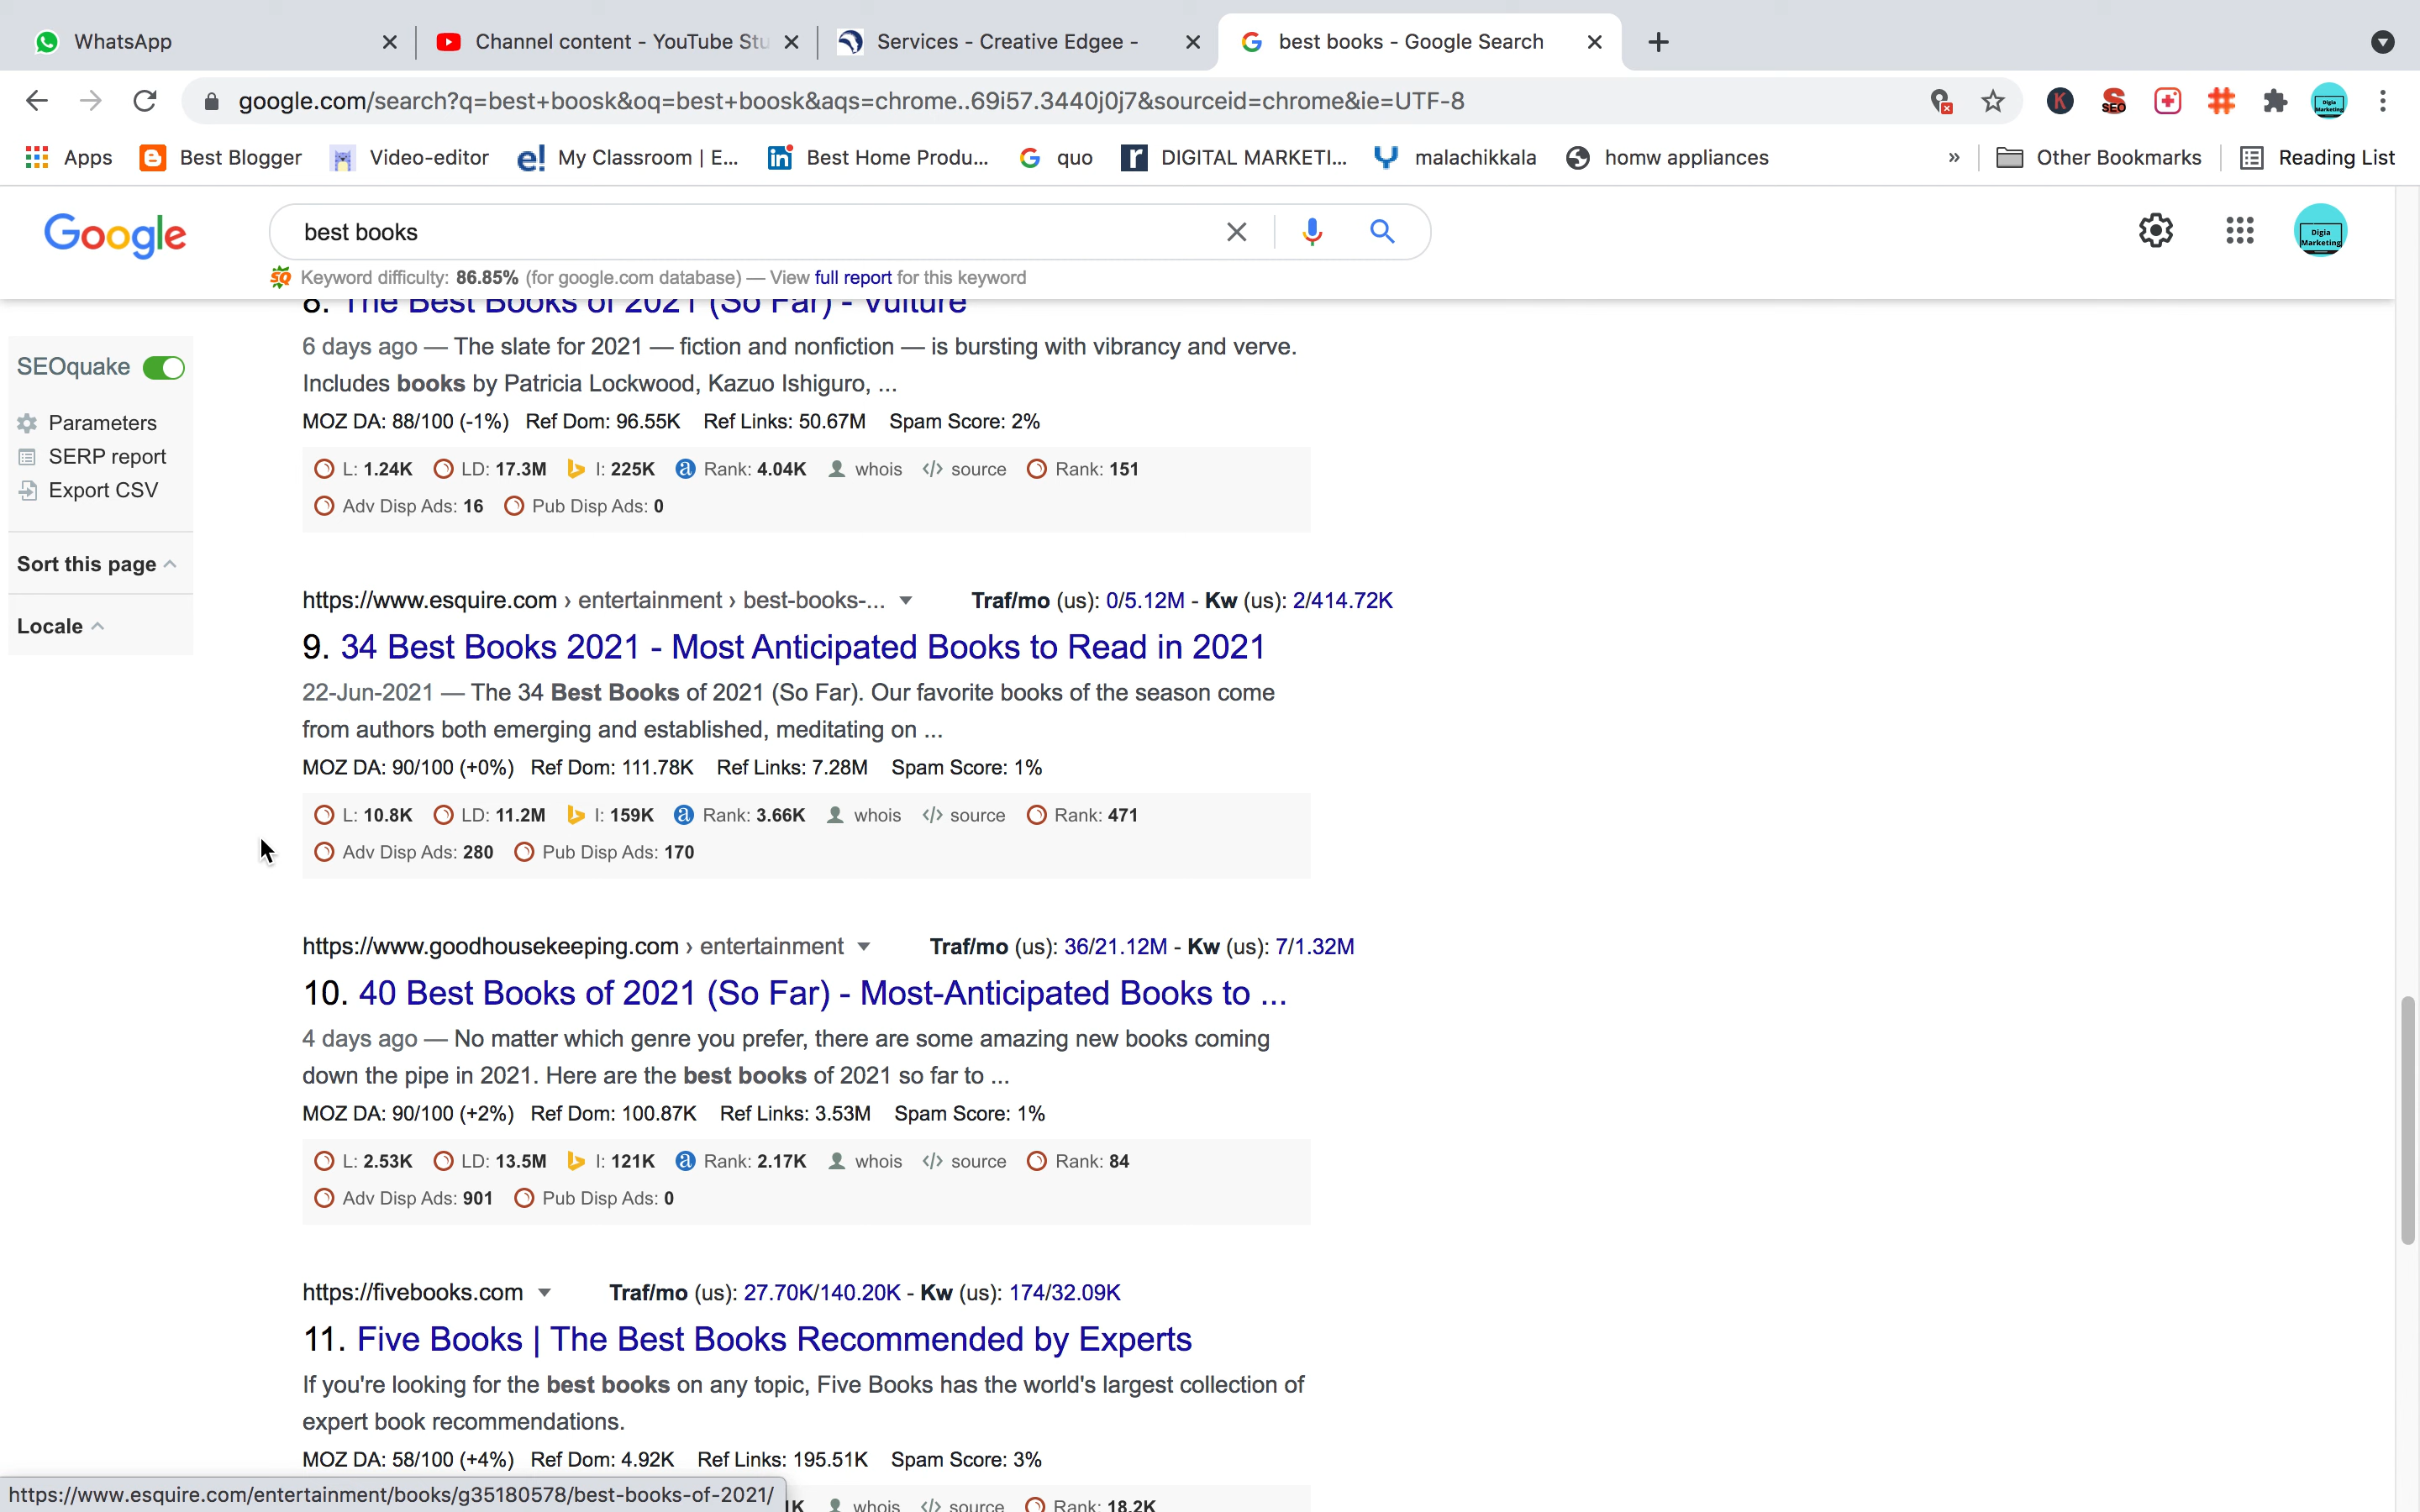 WhatsApp
Channel content - YouTube Stu
Services - Creative Edgee -
best books - Google Search
google.com/search?q=best+boosk&oq=best+boosk&aqs=chrome..69i57.3440j0j7&sourceid=chrome&ie=UTF-8
Apps
Best Blogger
Video-editor
My Classroom | E...
Best Home Produ...
quo
DIGITAL MARKETI...
malachikkala
homw appliances
»
Other Bookmarks
Reading List
Google
best books
Digia
Marketing
Keyword difficulty: 86.85% (for google.com database) — View full report for this keyword
SEOquake
Parameters
SERP report
Export CSV
Sort this page
Locale
8. The Best Books of 2021 (So Far) - Vulture
6 days ago — The slate for 2021 — fiction and nonfiction — is bursting with vibrancy and verve.
Includes books by Patricia Lockwood, Kazuo Ishiguro, ...
MOZ DA: 88/100 (-1%) Ref Dom: 96.55K Ref Links: 50.67M Spam Score: 2%
L: 1.24K LD: 17.3M I: 225K Rank: 4.04K whois </> source Rank: 151
Adv Disp Ads: 16 Pub Disp Ads: 0
https://www.esquire.com › entertainment › best-books-... Traf/mo (us): 0/5.12M - Kw (us): 2/414.72K
9. 34 Best Books 2021 - Most Anticipated Books to Read in 2021
22-Jun-2021 — The 34 Best Books of 2021 (So Far). Our favorite books of the season come
from authors both emerging and established, meditating on ...
MOZ DA: 90/100 (+0%) Ref Dom: 111.78K Ref Links: 7.28M Spam Score: 1%
L: 10.8K LD: 11.2M I: 159K Rank: 3.66K whois </> source Rank: 471
Adv Disp Ads: 280 Pub Disp Ads: 170
https://www.goodhousekeeping.com › entertainment Traf/mo (us): 36/21.12M - Kw (us): 7/1.32M
10. 40 Best Books of 2021 (So Far) - Most-Anticipated Books to ...
4 days ago — No matter which genre you prefer, there are some amazing new books coming
down the pipe in 2021. Here are the best books of 2021 so far to ...
MOZ DA: 90/100 (+2%) Ref Dom: 100.87K Ref Links: 3.53M Spam Score: 1%
L: 2.53K LD: 13.5M I: 121K Rank: 2.17K whois </> source Rank: 84
Adv Disp Ads: 901 Pub Disp Ads: 0
https://fivebooks.com Traf/mo (us): 27.70K/140.20K - Kw (us): 174/32.09K
11. Five Books | The Best Books Recommended by Experts
If you're looking for the best books on any topic, Five Books has the world's largest collection of
expert book recommendations.
MOZ DA: 58/100 (+4%) Ref Dom: 4.92K Ref Links: 195.51K Spam Score: 3%
https://www.esquire.com/entertainment/books/g35180578/best-books-of-2021/
whois </> source Rank: 18.2K